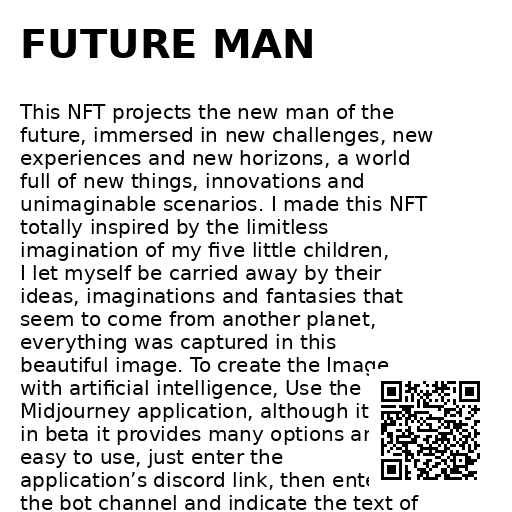 FUTURE MAN
This NFT projects the new man of the
future, immersed in new challenges, new
experiences and new horizons, a world
full of new things, innovations and
unimaginable scenarios. I made this NFT
totally inspired by the limitless
imagination of my five little children,
I let myself be carried away by their
ideas, imaginations and fantasies that
seem to come from another planet,
everything was captured in this
beautiful image. To create the Image
with artificial intelligence, Use the
Midjourney application, although it
in beta it provides many options
easy to use, just enter the
application’s discord link, then
the bot channel and indicate the text of